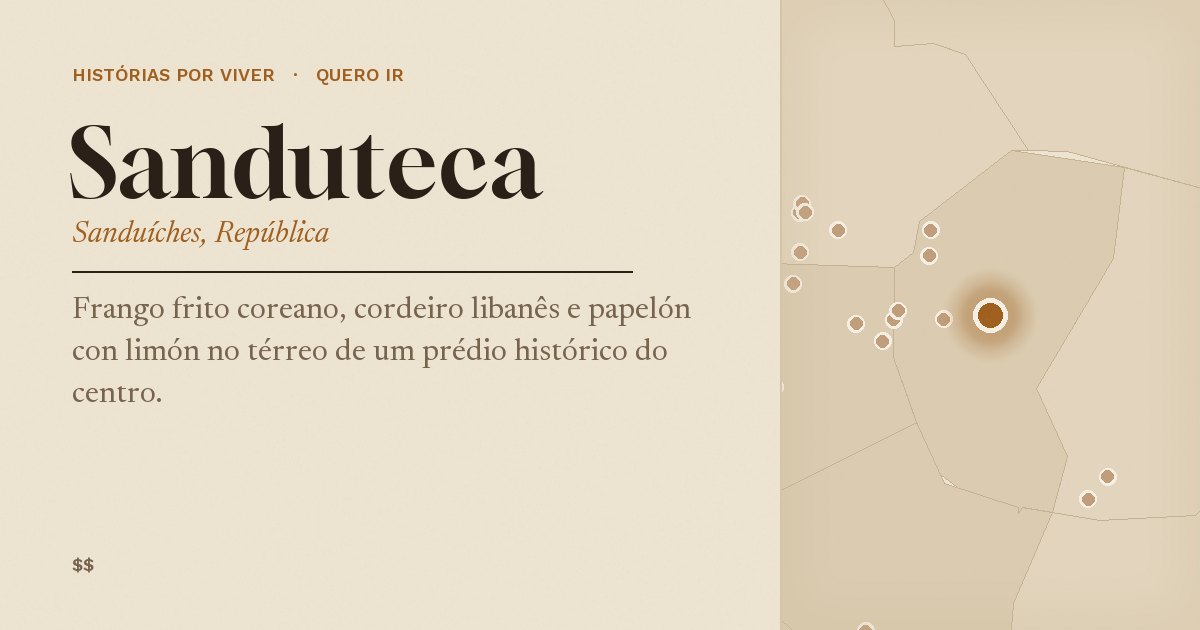 HISTÓRIAS POR VIVER · QUERO IR
Sanduteca
Sanduíches, República
Frango frito coreano, cordeiro libanês e papelón
con limón no térreo de um prédio histórico do
centro.
$$